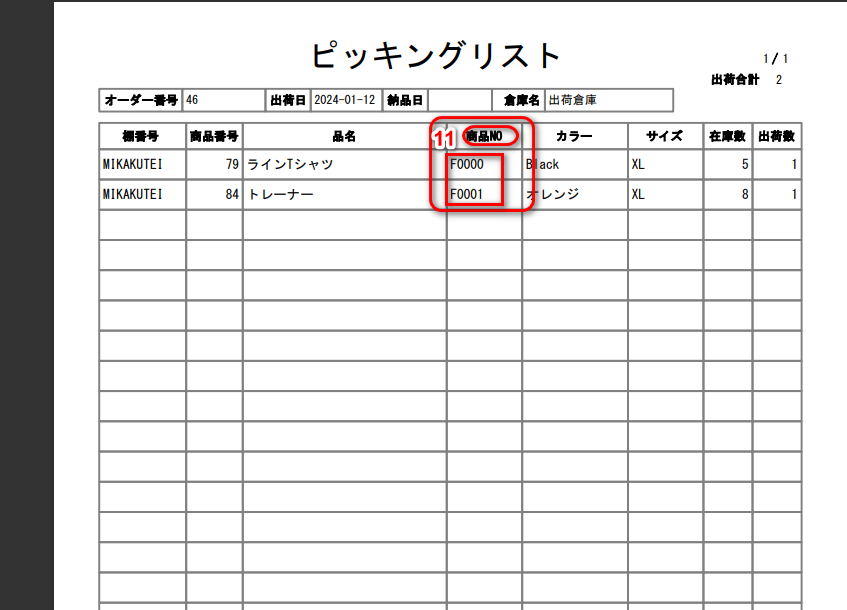 ピッキングリスト
1 / 1
出荷合計 2
オーダー番号 46 出荷日 2024-01-12 納品日 倉庫名 出荷倉庫
棚番号 商品番号 品名 11 商品NO カラー サイズ 在庫数 出荷数
MIKAKUTEI 79 ラインTシャツ F0000 Black XL 5 1
MIKAKUTEI 84 トレーナー F0001 オレンジ XL 8 1